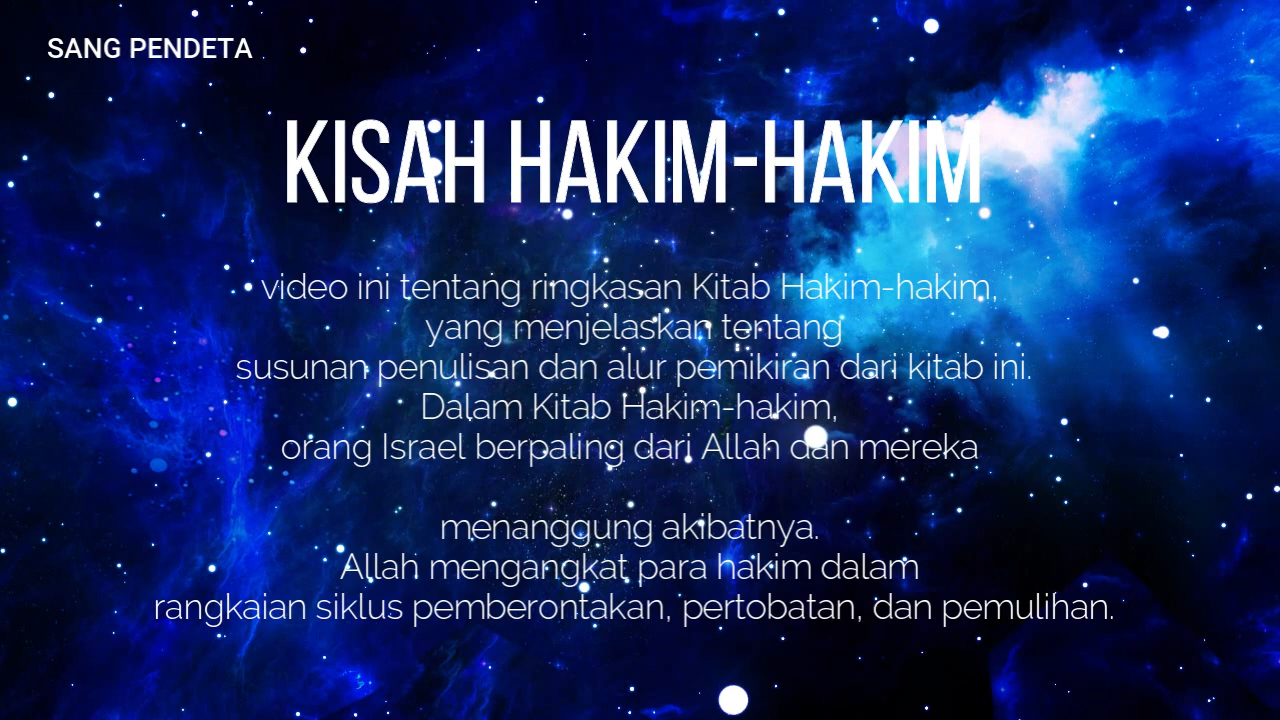 SANG PENDETA
KISAH HAKIM-HAKIM
video ini tentang ringkasan Kitab Hakim-hakim,
yang menjelaskan tentang
susunan penulisan dan alur pemikiran dari kitab ini.
Dalam Kitab Hakim-hakim,
orang Israel berpaling dari Allah dan mereka
menanggung akibatnya.
Allah mengangkat para hakim dalam
rangkaian siklus pemberontakan, pertobatan, dan pemulihan.